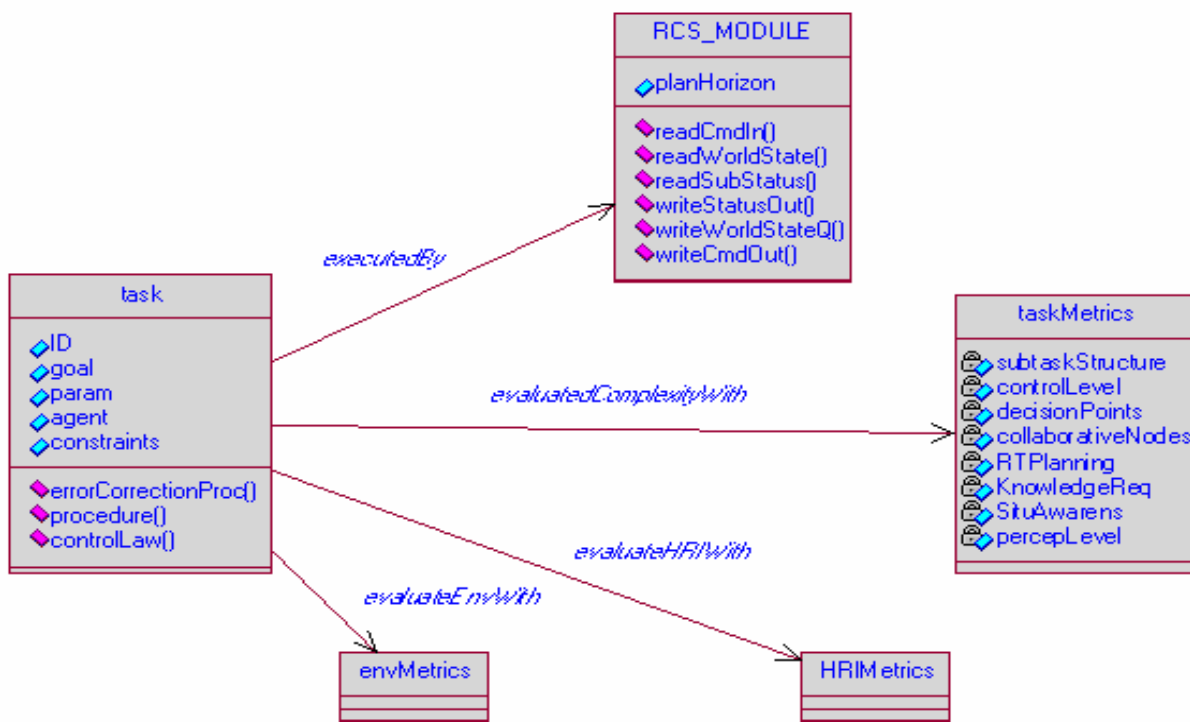 RCS_MODULE
planHorizon
readCmdIn()
readWorldState()
readSubStatus()
writeStatusOut()
writeWorldStateQ()
writeCmdOut()
executedBy
task
ID
goal
param
agent
constraints
errorCorrectionProc()
procedure()
controlLaw()
evaluatedComplexityWith
taskMetrics
subtaskStructure
controlLevel
decisionPoints
collaborativeNodes
RTPlanning
KnowledgeReq
SituAwarens
percepLevel
evaluateHRIWith
evaluateEnvWith
envMetrics
HRIMetrics